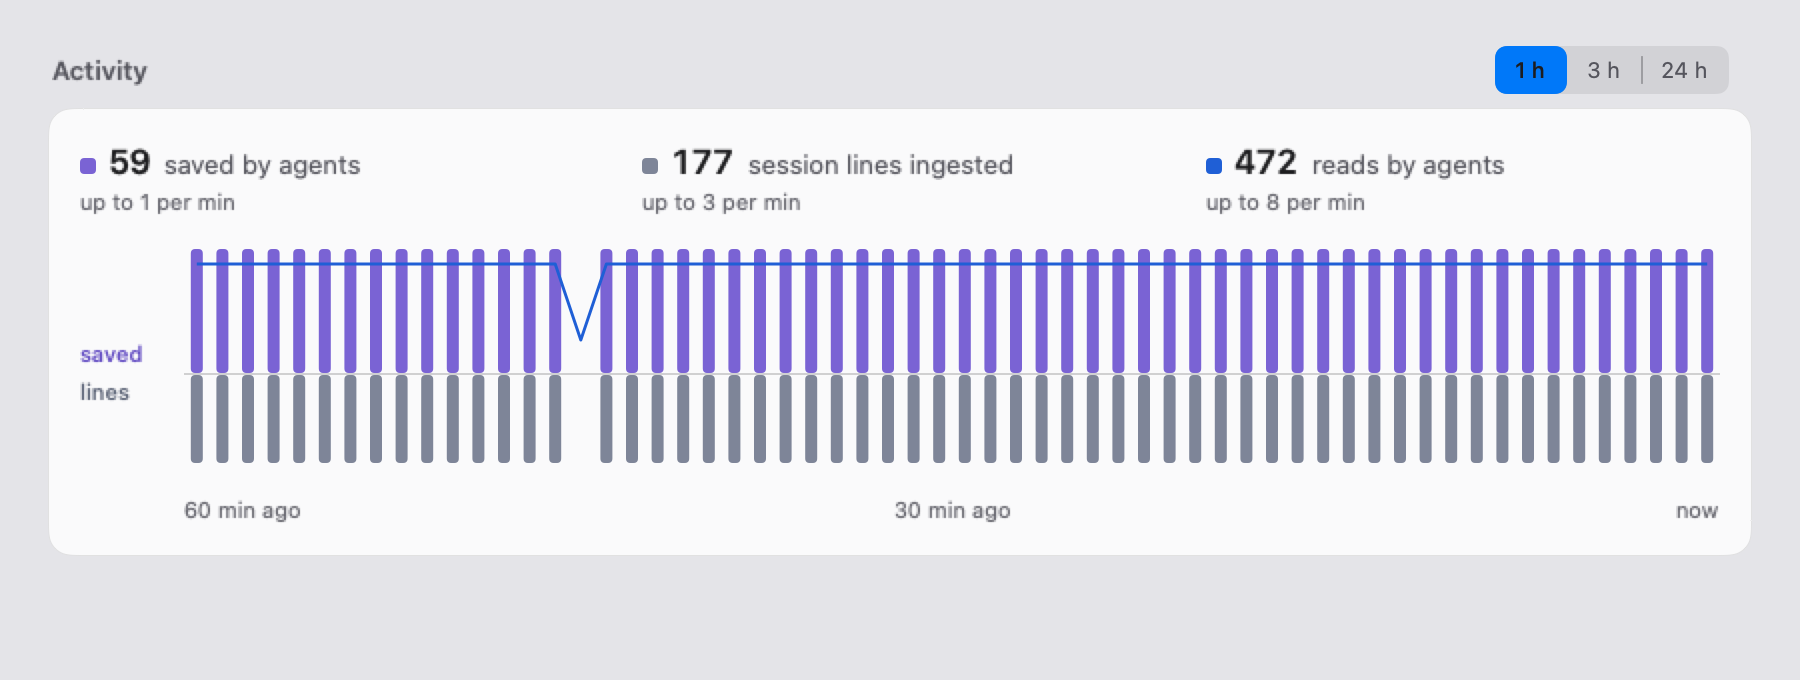 Activity
1 h 3 h 24 h
59 saved by agents
up to 1 per min
177 session lines ingested
up to 3 per min
472 reads by agents
up to 8 per min
saved
lines
60 min ago
30 min ago
now